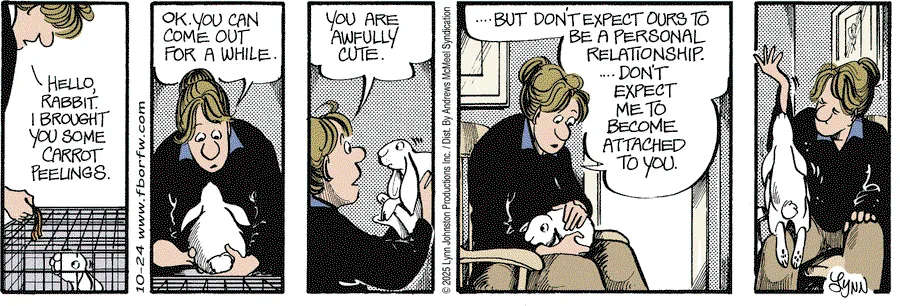 HELLO,
RABBIT.
I BROUGHT
YOU SOME
CARROT
PEELINGS.
10-24 www.fborfw.com
OK. YOU CAN
COME OUT
FOR A WHILE.
YOU ARE
AWFULLY
CUTE.
© 2025 Lynn Johnston Productions Inc. / Dist. By Andrews McMeel Syndication
....BUT DON'T EXPECT OURS TO
BE A PERSONAL
RELATIONSHIP.
....DON'T
EXPECT
ME TO
BECOME
ATTACHED
TO YOU.
LYNN